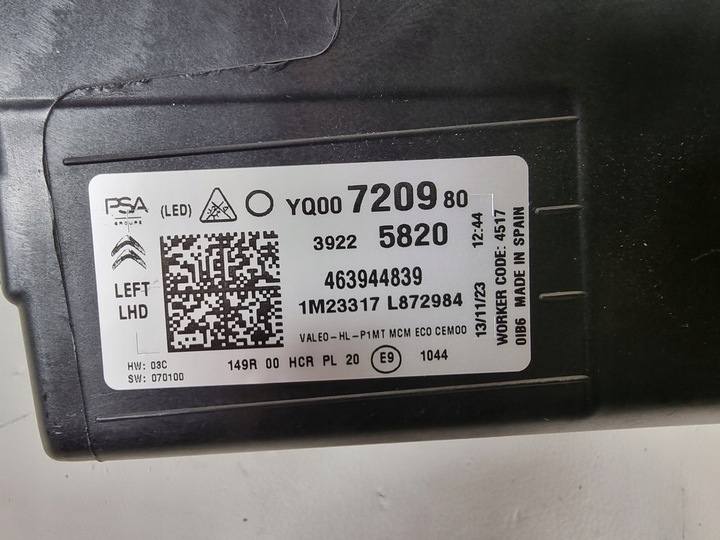 PSA (LED) YQ00 7209 80
GROUPE
3922 5820
LEFT 463944839
LHD 1M23317 L872984
VALEO-HL-P1MT MCM ECO CEM00
HW: 03C
SW: 070100
149R 00 HCR PL 20 E9 1044
13/11/23 12:44
WORKER CODE: 4517
01B6 MADE IN SPAIN